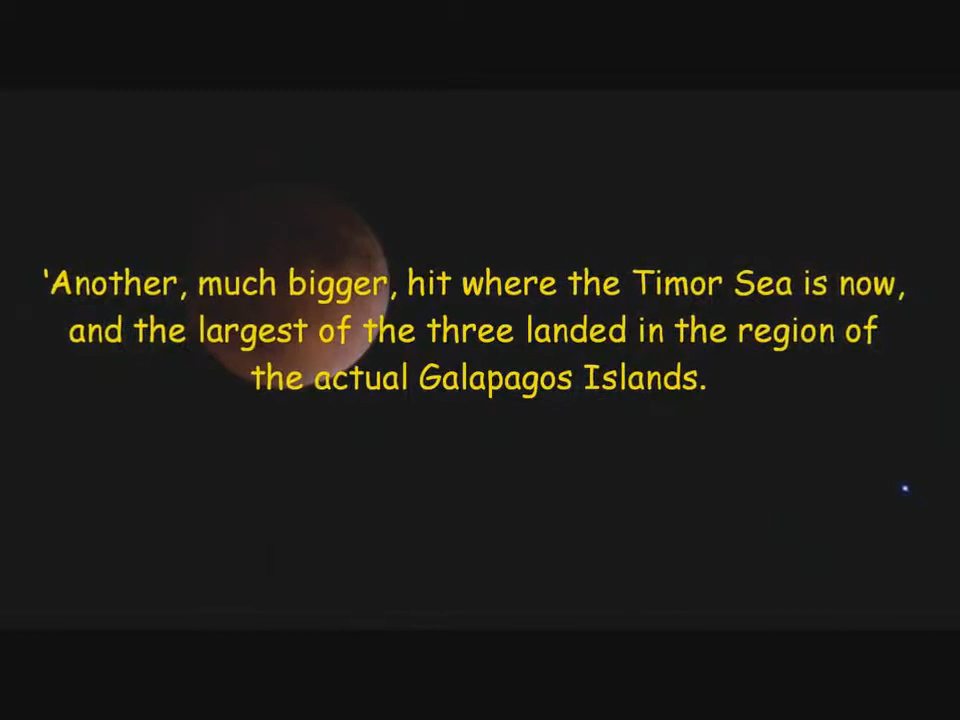 ‘Another, much bigger, hit where the Timor Sea is now,
and the largest of the three landed in the region of
the actual Galapagos Islands.